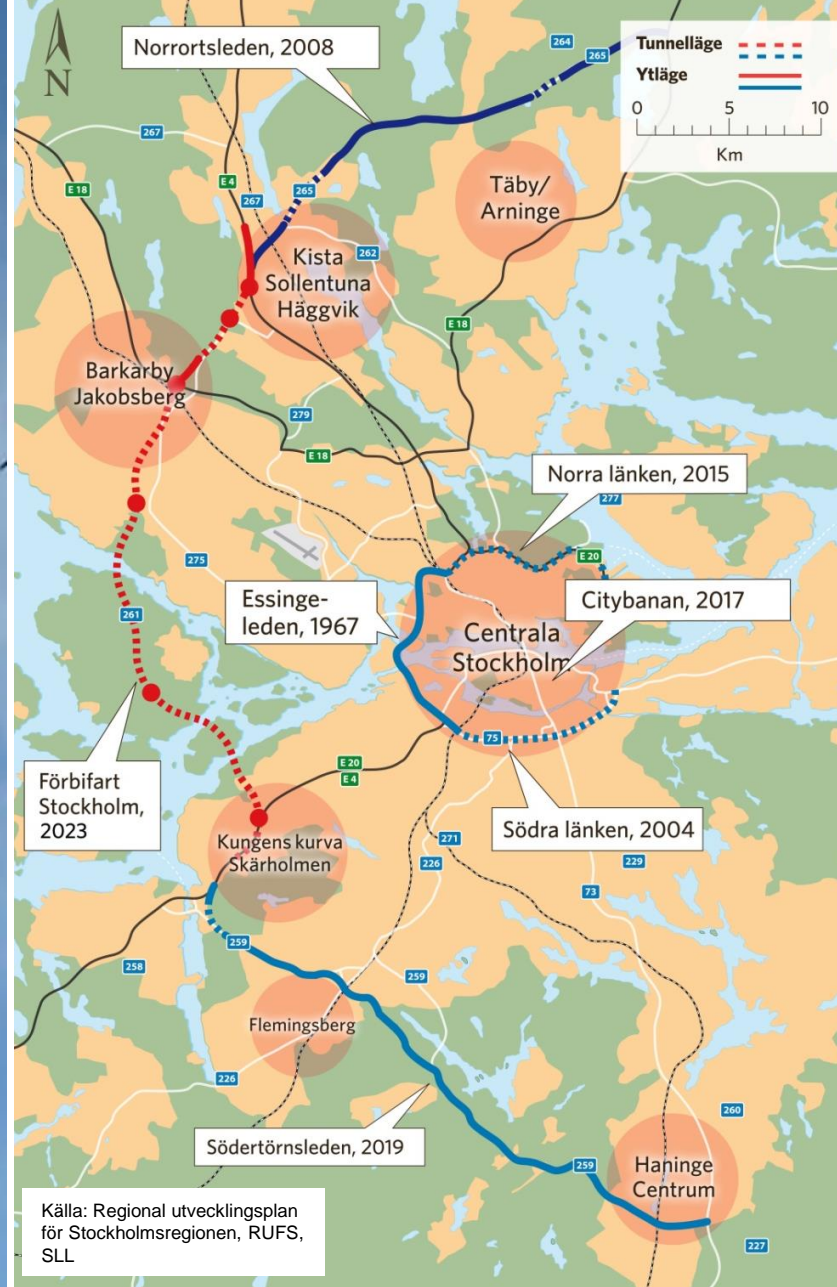 N
Norrortsleden, 2008
264
265
Tunnelläge
Ytläge
0 5 10
Km
267
E 18
E 4
267
265
Täby/
Arninge
262
Kista
Sollentuna
Häggvik
E 18
Barkarby
Jakobsberg
279
E 18
Norra länken, 2015
277
E 20
275
Essinge-
leden, 1967
Citybanan, 2017
Centrala
Stockholm
261
75
Förbifart
Stockholm,
2023
E 20
E 4
Södra länken, 2004
Kungens kurva
Skärholmen
271
226
229
73
259
258
259
Flemingsberg
226
Södertörnsleden, 2019
260
259
Haninge
Centrum
227
Källa: Regional utvecklingsplan
för Stockholmsregionen, RUFS,
SLL